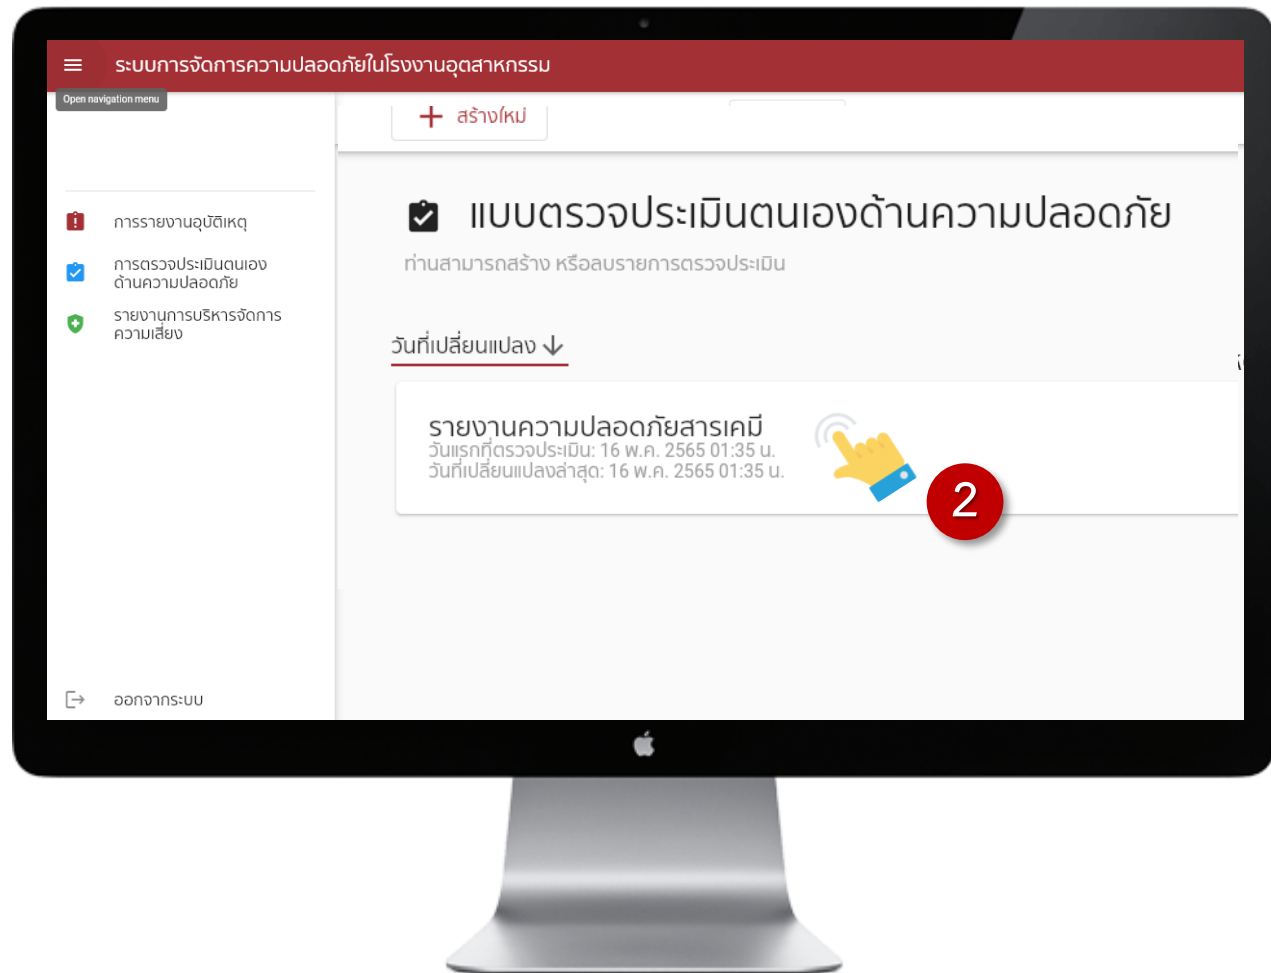 ระบบการจัดการความปลอดภัยในโรงงานอุตสาหกรรม
Open navigation menu
สร้างใหม่
การรายงานอุบัติเหตุ
การตรวจประเมินตนเอง
ด้านความปลอดภัย
รายงานการบริหารจัดการ
ความเสี่ยง
ออกจากระบบ
แบบตรวจประเมินตนเองด้านความปลอดภัย
ท่านสามารถสร้าง หรือลบรายการตรวจประเมิน
วันที่เปลี่ยนแปลง
รายงานความปลอดภัยสารเคมี
วันแรกที่ตรวจประเมิน: 16 พ.ค. 2565 01:35 น.
วันที่เปลี่ยนแปลงล่าสุด: 16 พ.ค. 2565 01:35 น.
2